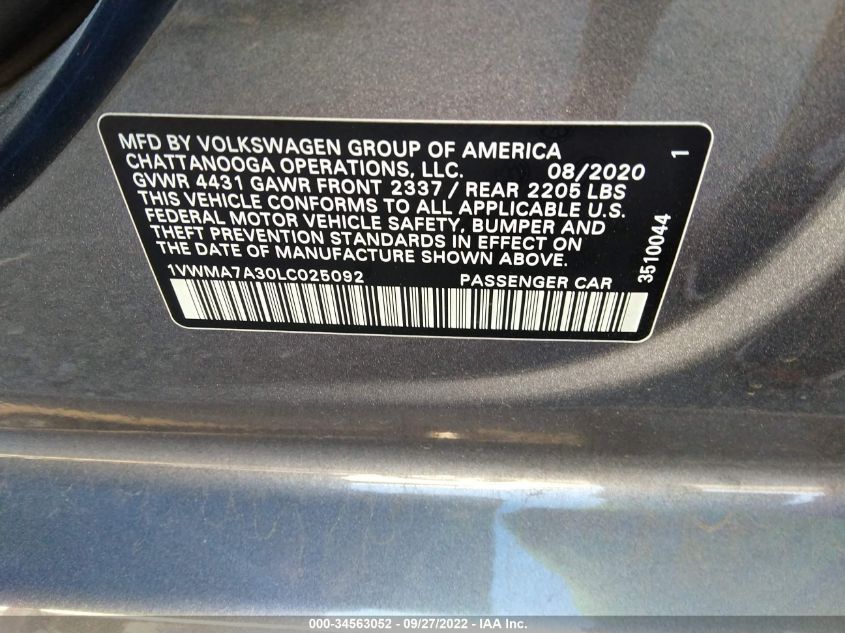 MFD BY VOLKSWAGEN GROUP OF AMERICA
CHATTANOOGA OPERATIONS, LLC. 08/2020
GVWR 4431 GAWR FRONT 2337 / REAR 2205 LBS
THIS VEHICLE CONFORMS TO ALL APPLICABLE U.S.
FEDERAL MOTOR VEHICLE SAFETY, BUMPER AND
THEFT PREVENTION STANDARDS IN EFFECT ON
THE DATE OF MANUFACTURE SHOWN ABOVE.
1VWMA7A30LC025092 PASSENGER CAR
3510044 1
000-34563052 - 09/27/2022 - IAA Inc.